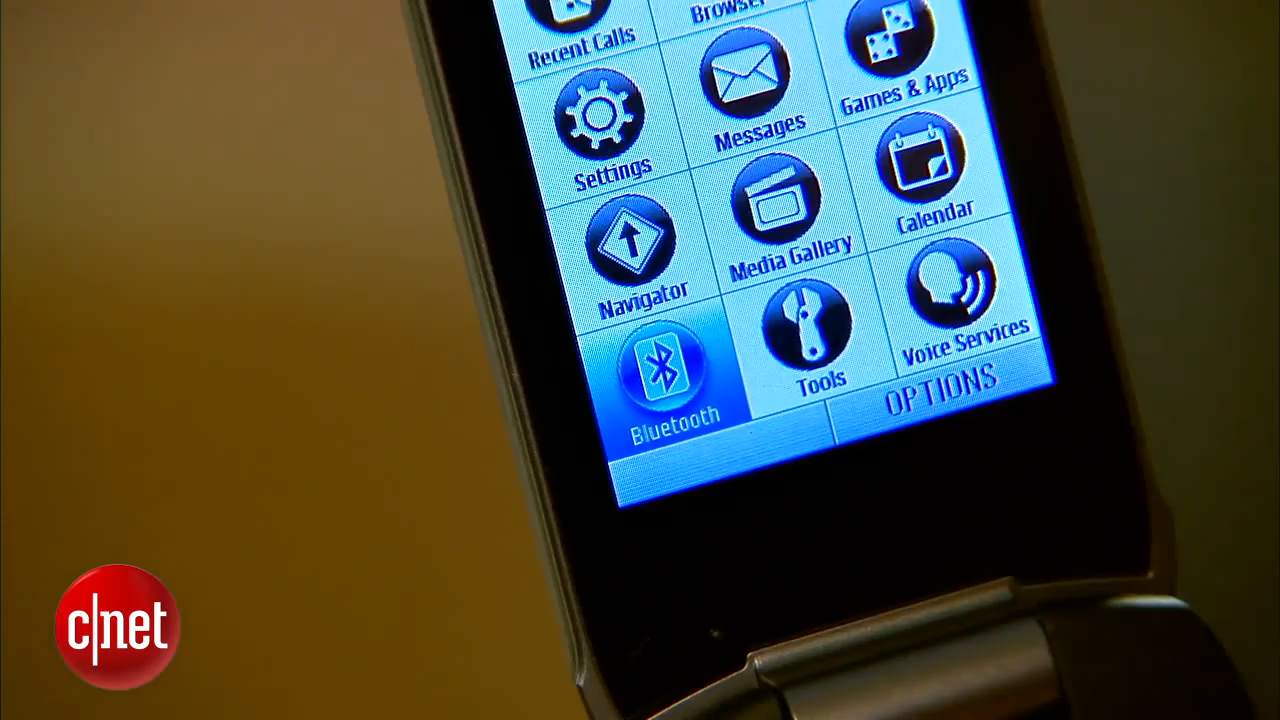 Browser
Recent Calls
Games & Apps
Messages
Settings
Calendar
Media Gallery
Navigator
Voice Services
Tools
Bluetooth
OPTIONS
c|net